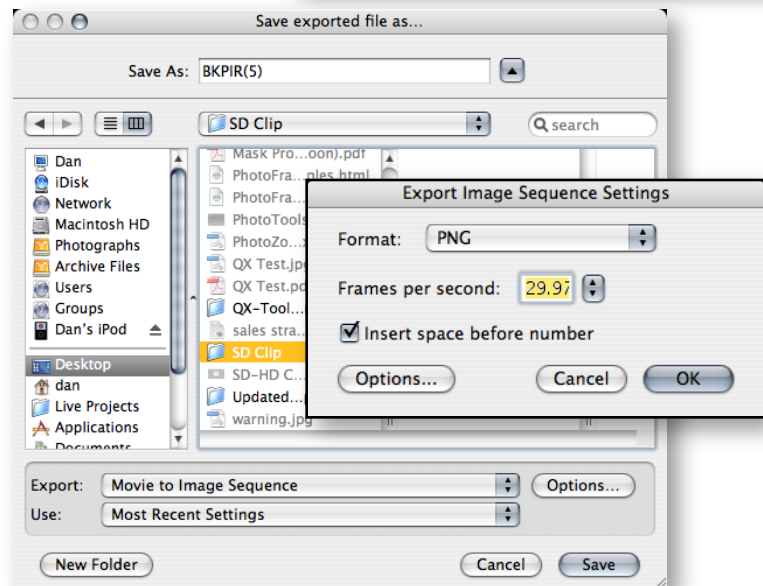 Save exported file as...
Save As: BKPIR(5)
SD Clip
search
Dan
iDisk
Network
Macintosh HD
Photographs
Archive Files
Users
Groups
Dan's iPod
Desktop
dan
Live Projects
Applications
Documents
Mask Pro...oon).pdf
PhotoFra...ples.html
PhotoFra...
PhotoTools
PhotoZo...
QX Test.jp
QX Test.pd
QX-Tool...
sales stra...
SD Clip
SD-HD C...
Updated...
warning.jpg
Export Image Sequence Settings
Format: PNG
Frames per second: 29.97
Insert space before number
Options... Cancel OK
Export: Movie to Image Sequence Options...
Use: Most Recent Settings
New Folder Cancel Save